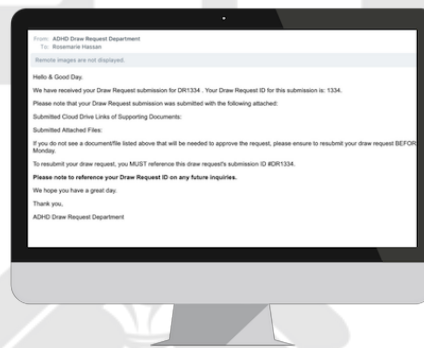 From: ADHD Draw Request Department
To: Rosemarie Hassan
Remote images are not displayed.
Hello & Good Day.
We have received your Draw Request submission for DR1334 . Your Draw Request ID for this submission is: 1334.
Please note that your Draw Request submission was submitted with the following attached:
Submitted Cloud Drive Links of Supporting Documents:
Submitted Attached Files:
If you do not see a document/file listed above that will be needed to approve the request, please ensure to resubmit your draw request BEFOR
Monday.
To resubmit your draw request, you MUST reference this draw request's submission ID #DR1334.
Please note to reference your Draw Request ID on any future inquiries.
We hope you have a great day.
Thank you,
ADHD Draw Request Department